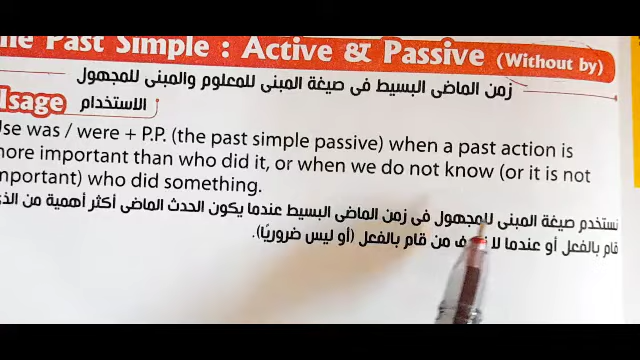 he Past Simple : Active & Passive (Without by)
زمن الماضى البسيط فى صيغة المبنى للمعلوم والمبنى للمجهول
Usage الاستخدام
Use was / were + P.P. (the past simple passive) when a past action is
more important than who did it, or when we do not know (or it is not
important) who did something.
نستخدم صيغة المبنى للمجهول فى زمن الماضى البسيط عندما يكون الحدث الماضى أكثر أهمية من الذى
قام بالفعل أو عندما لا من قام بالفعل (أو ليس ضروريًا).